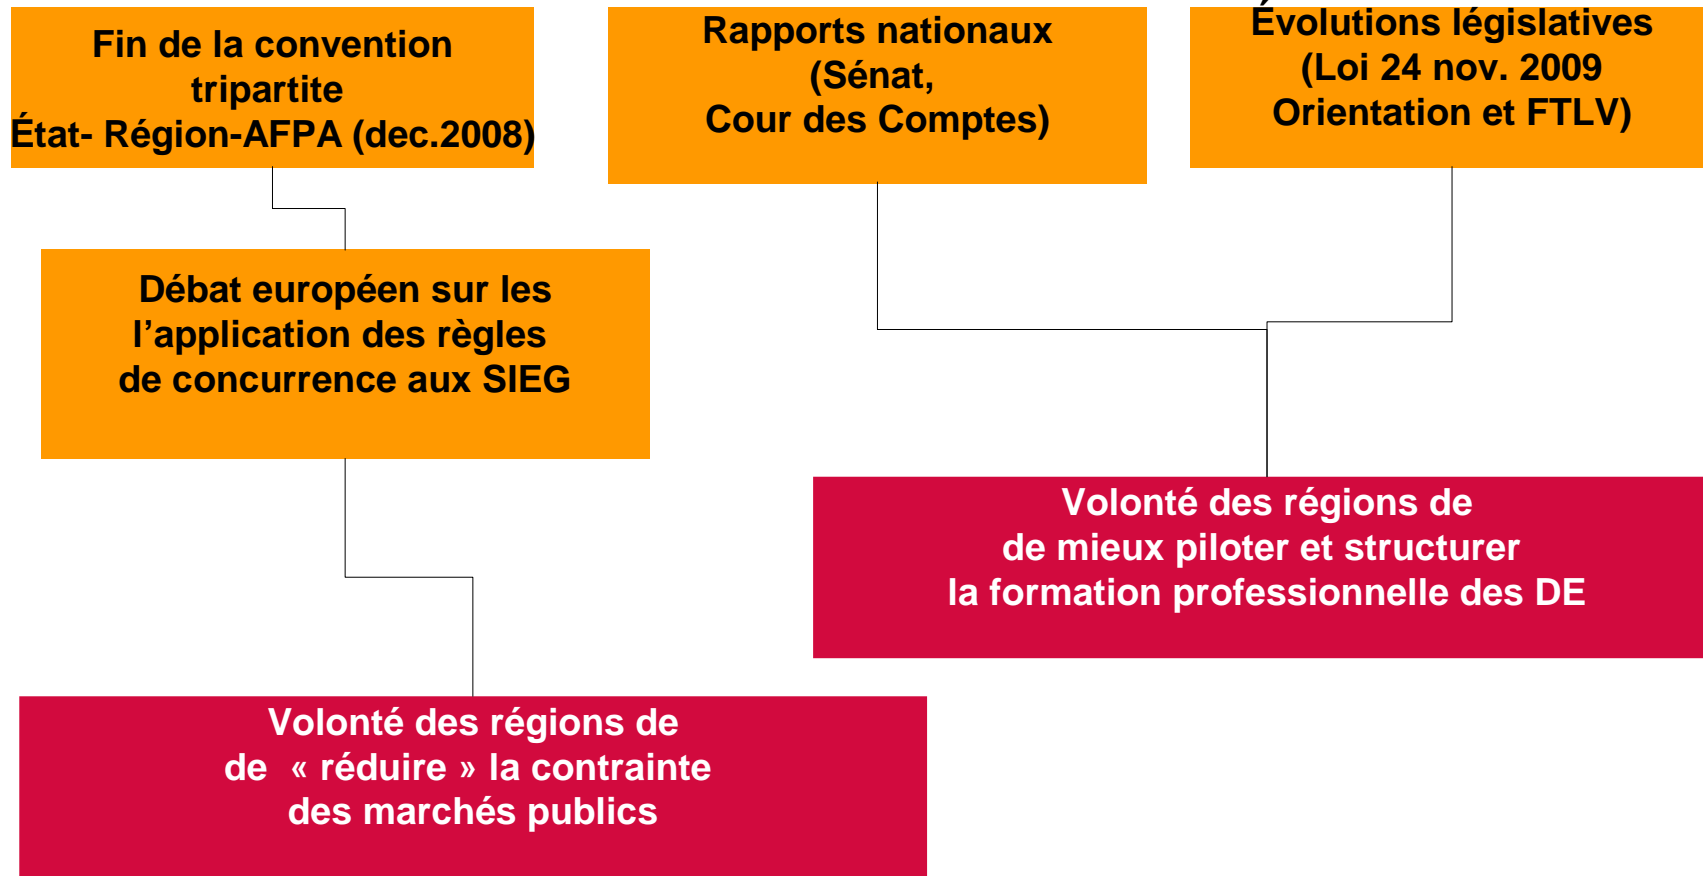 Fin de la convention
tripartite
État- Région-AFPA (dec.2008)
Rapports nationaux
(Sénat,
Cour des Comptes)
Évolutions législatives
(Loi 24 nov. 2009
Orientation et FTLV)
Débat européen sur les
l’application des règles
de concurrence aux SIEG
Volonté des régions de
de mieux piloter et structurer
la formation professionnelle des DE
Volonté des régions de
de « réduire » la contrainte
des marchés publics